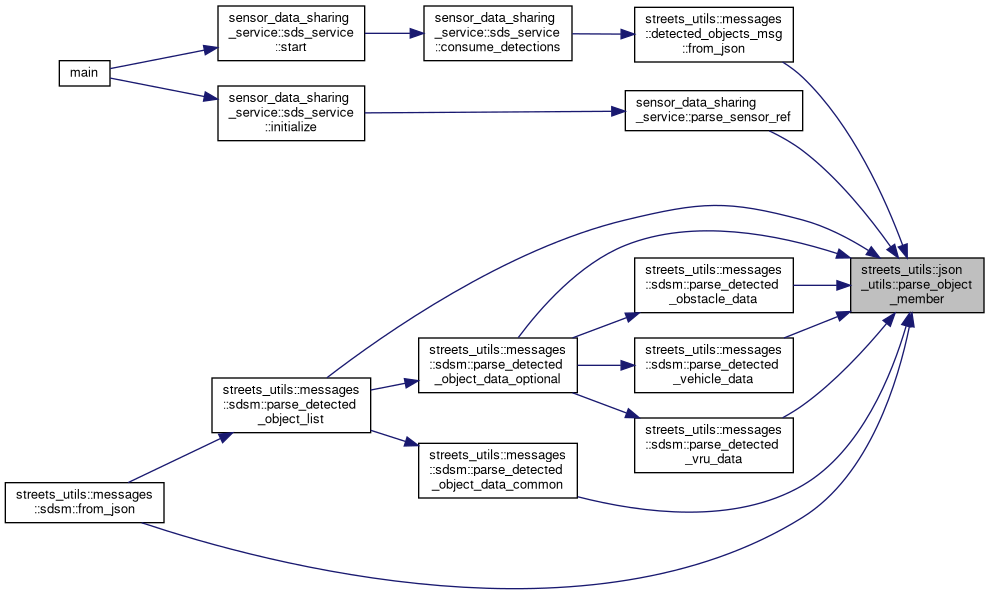 sensor_data_sharing
_service::sds_service
::start
sensor_data_sharing
_service::sds_service
::consume_detections
streets_utils::messages
::detected_objects_msg
::from_json
main
sensor_data_sharing
_service::sds_service
::initialize
sensor_data_sharing
_service::parse_sensor_ref
streets_utils::json
_utils::parse_object
_member
streets_utils::messages
::sdsm::parse_detected
_obstacle_data
streets_utils::messages
::sdsm::parse_detected
_object_data_optional
streets_utils::messages
::sdsm::parse_detected
_vehicle_data
streets_utils::messages
::sdsm::parse_detected
_object_list
streets_utils::messages
::sdsm::parse_detected
_vru_data
streets_utils::messages
::sdsm::parse_detected
_object_data_common
streets_utils::messages
::sdsm::from_json